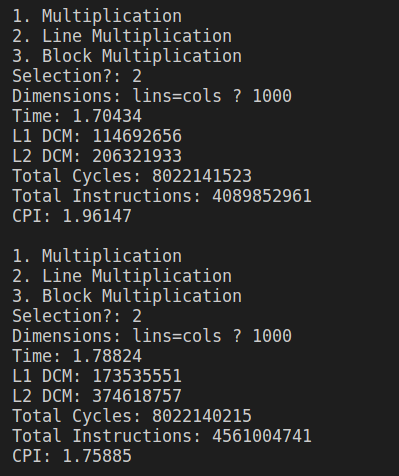 1. Multiplication
2. Line Multiplication
3. Block Multiplication
Selection?: 2
Dimensions: lins=cols ? 1000
Time: 1.70434
L1 DCM: 114692656
L2 DCM: 206321933
Total Cycles: 8022141523
Total Instructions: 4089852961
CPI: 1.96147

1. Multiplication
2. Line Multiplication
3. Block Multiplication
Selection?: 2
Dimensions: lins=cols ? 1000
Time: 1.78824
L1 DCM: 173535551
L2 DCM: 374618757
Total Cycles: 8022140215
Total Instructions: 4561004741
CPI: 1.75885